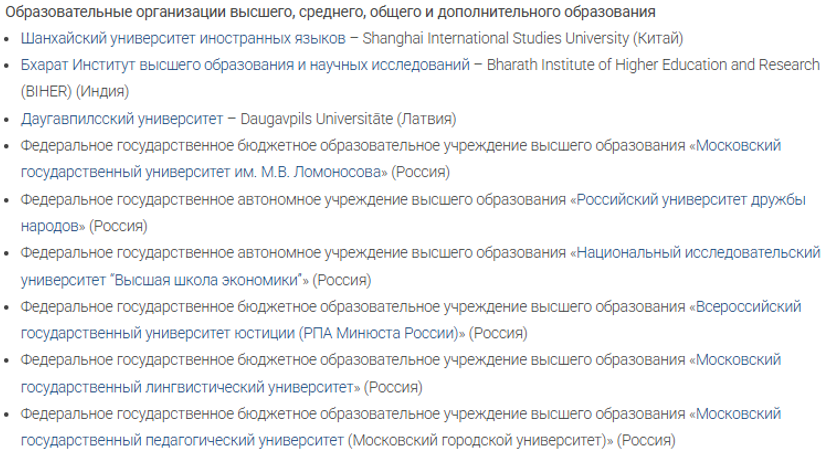 Образовательные организации высшего, среднего, общего и дополнительного образования
• Шанхайский университет иностранных языков – Shanghai International Studies University (Китай)
• Бхарат Институт высшего образования и научных исследований – Bharath Institute of Higher Education and Research
(BIHER) (Индия)
• Даугавпилсский университет – Daugavpils Universitāte (Латвия)
• Федеральное государственное бюджетное образовательное учреждение высшего образования «Московский
государственный университет им. М.В. Ломоносова» (Россия)
• Федеральное государственное автономное учреждение высшего образования «Российский университет дружбы
народов» (Россия)
• Федеральное государственное автономное учреждение высшего образования «Национальный исследовательский
университет “Высшая школа экономики”» (Россия)
• Федеральное государственное бюджетное образовательное учреждение высшего образования «Всероссийский
государственный университет юстиции (РПА Минюста России)» (Россия)
• Федеральное государственное бюджетное образовательное учреждение высшего образования «Московский
государственный лингвистический университет» (Россия)
• Федеральное государственное бюджетное образовательное учреждение высшего образования «Московский
государственный педагогический университет (Московский городской университет)» (Россия)